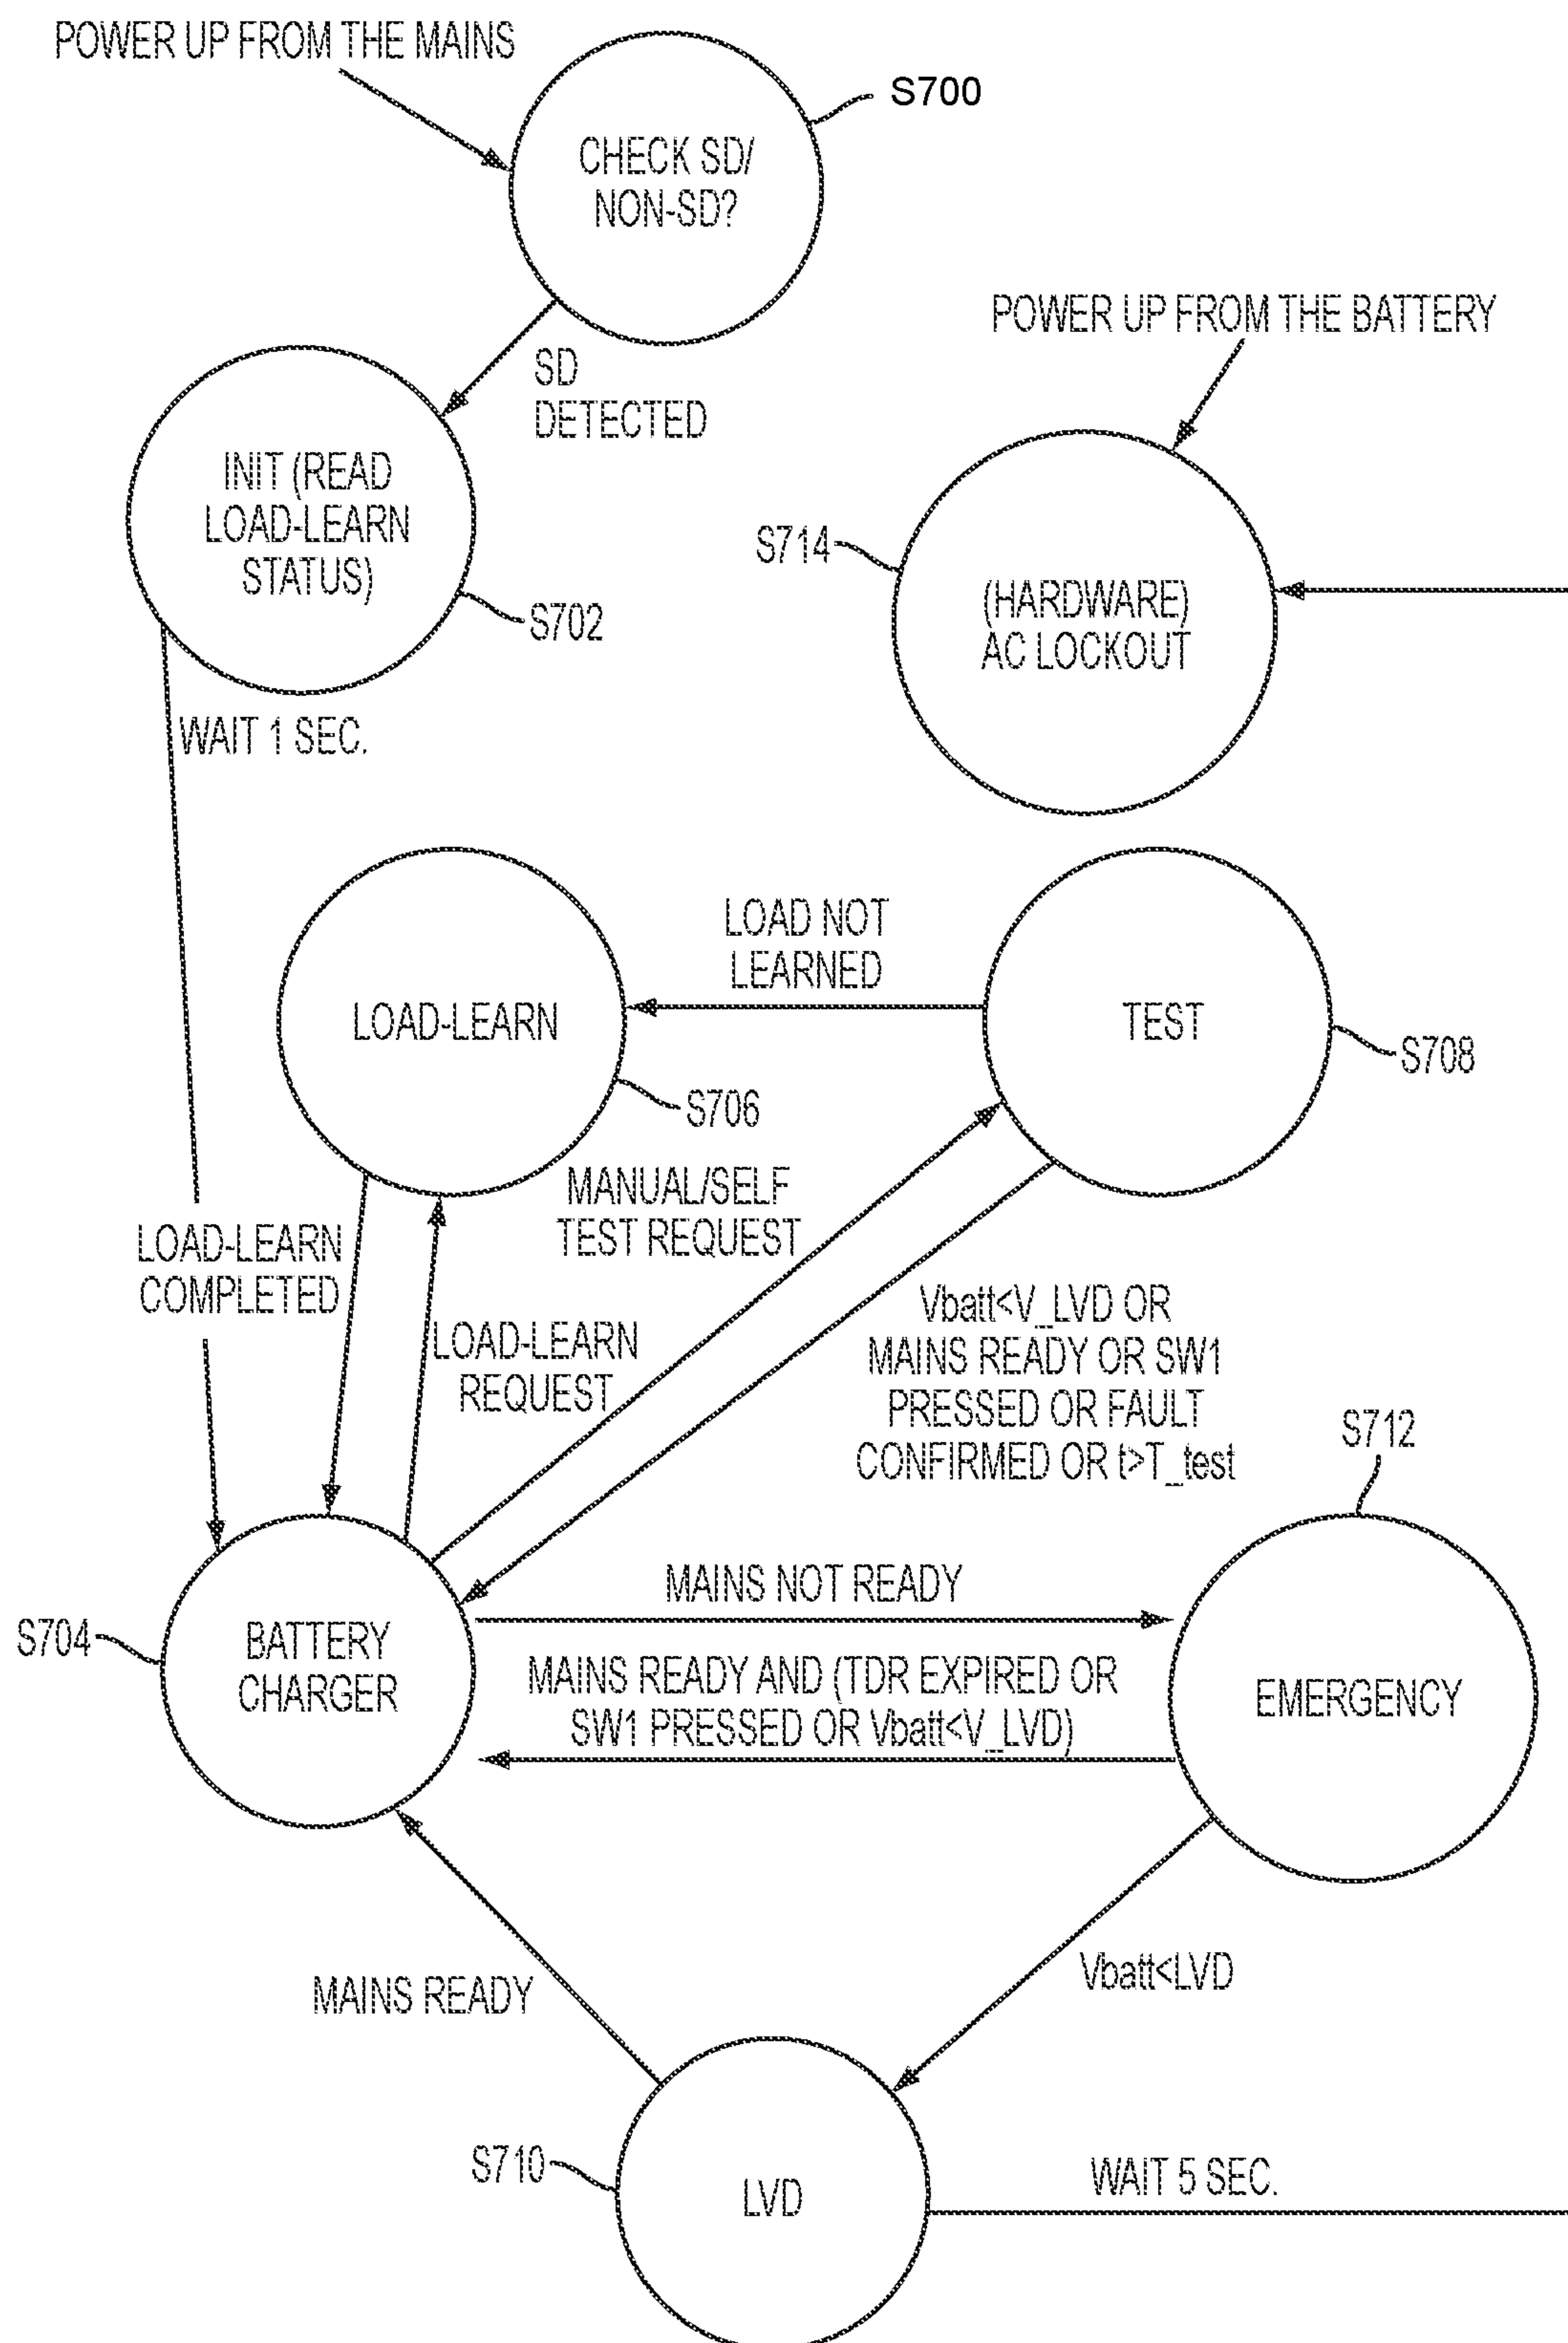 POWER UP FROM THE MAINS
S700
CHECK SD/
NON-SD?
POWER UP FROM THE BATTERY
SD
DETECTED
INIT (READ
LOAD-LEARN
STATUS)
S702
S714
(HARDWARE)
AC LOCKOUT
WAIT 1 SEC.
LOAD NOT
LEARNED
LOAD-LEARN
TEST
S708
S706
MANUAL/SELF
TEST REQUEST
LOAD-LEARN
COMPLETED
LOAD-LEARN
REQUEST
Vbatt<V_LVD OR
MAINS READY OR SW1
PRESSED OR FAULT
CONFIRMED OR t>T_test
S712
MAINS NOT READY
S704
BATTERY
CHARGER
MAINS READY AND (TDR EXPIRED OR
SW1 PRESSED OR Vbatt<V_LVD)
EMERGENCY
MAINS READY
Vbatt<LVD
S710
LVD
WAIT 5 SEC.